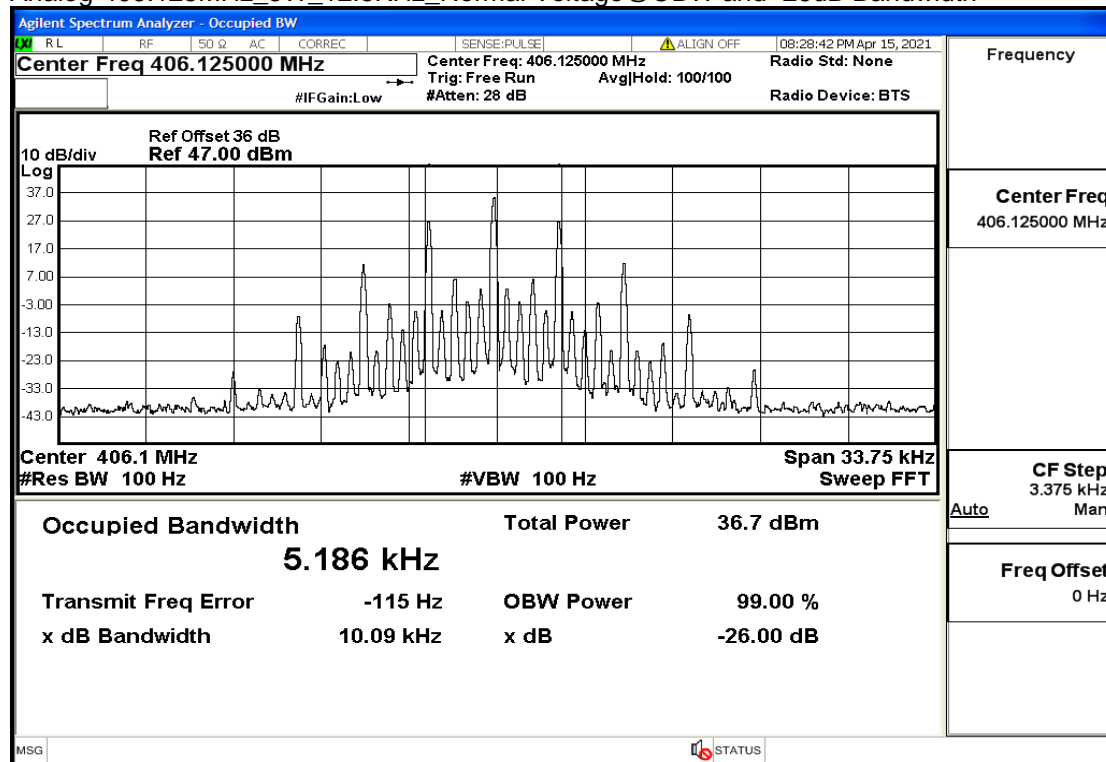 Agilent Spectrum Analyzer - Occupied BW
LXI RL RF 50 Ω AC CORREC SENSE:PULSE ALIGN OFF 08:28:42 PM Apr 15, 2021
Center Freq 406.125000 MHz
Center Freq: 406.125000 MHz
Radio Std: None
Trig: Free Run Avg|Hold: 100/100
#IFGain:Low
#Atten: 28 dB
Radio Device: BTS
Ref Offset 36 dB
10 dB/div Ref 47.00 dBm
Log
37.0
27.0
17.0
7.00
-3.00
-13.0
-23.0
-33.0
-43.0
Center 406.1 MHz
Span 33.75 kHz
#Res BW 100 Hz
#VBW 100 Hz
Sweep FFT
Occupied Bandwidth
Total Power 36.7 dBm
5.186 kHz
Transmit Freq Error -115 Hz
OBW Power 99.00 %
x dB Bandwidth 10.09 kHz
x dB -26.00 dB
MSG
STATUS
Frequency
Center Freq
406.125000 MHz
CF Step
3.375 kHz
Auto Man
Freq Offset
0 Hz